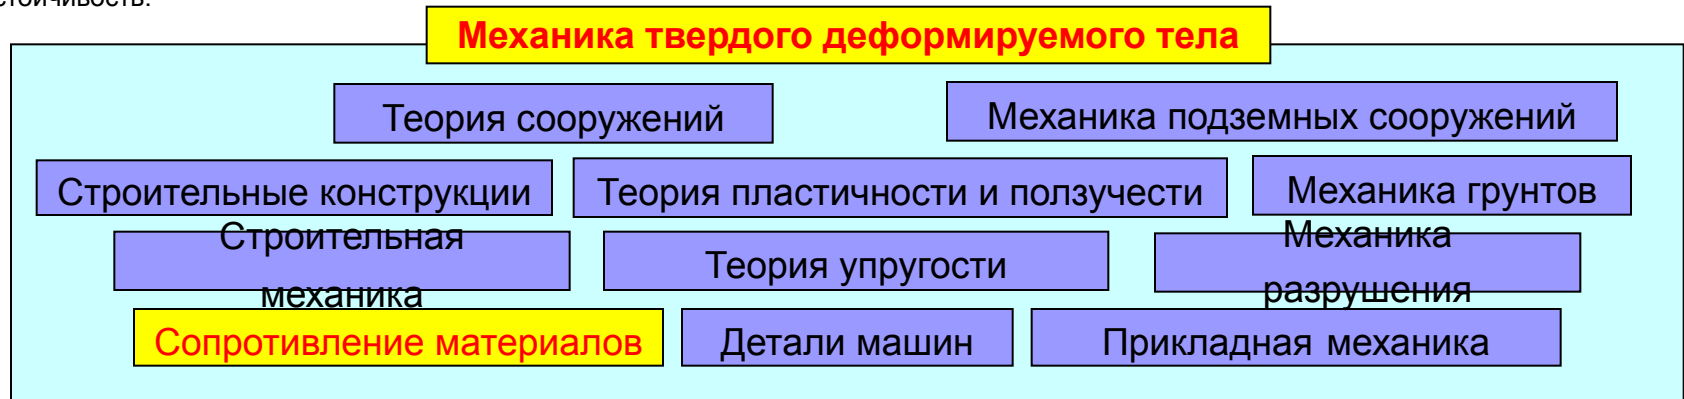 Механика твердого деформируемого тела
Теория сооружений
Механика подземных сооружений
Строительные конструкции
Теория пластичности и ползучести
Механика грунтов
Строительная
механика
Теория упругости
Механика
разрушения
Сопротивление материалов
Детали машин
Прикладная механика